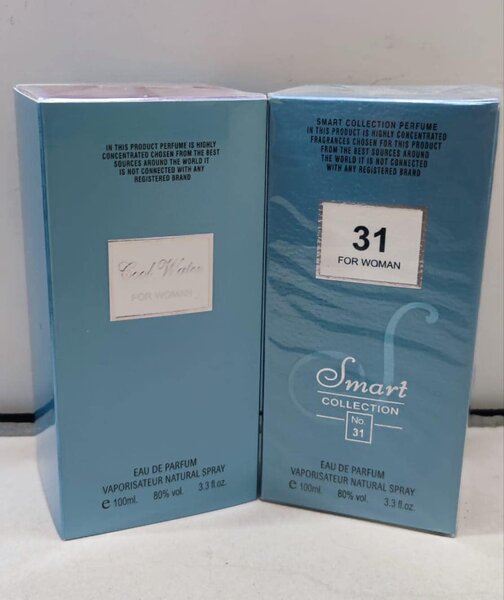 IN THIS PRODUCT PERFUME IS HIGHLY
CONCENTRATED CHOSEN FROM THE BEST
SOURCES AROUND THE WORLD IT
IS NOT CONNECTED WITH ANY
REGISTERED BRAND
Cool Water
FOR WOMAN
EAU DE PARFUM
VAPORISATEUR NATURAL SPRAY
e 100ml. 80% vol. 3.3 fl.oz.
SMART COLLECTION PERFUME
IN THIS PRODUCT IS HIGHLY CONCENTRATED
FRAGRANCES CHOSEN FOR THIS PRODUCT
FROM THE BEST SOURCES AROUND
THE WORLD IT IS NOT CONNECTED
WITH ANY REGISTERED BRAND
31
FOR WOMAN
Smart
COLLECTION
No.
31
EAU DE PARFUM
VAPORISATEUR NATURAL SPRAY
e 100ml. 80% vol. 3.3 fl.oz.